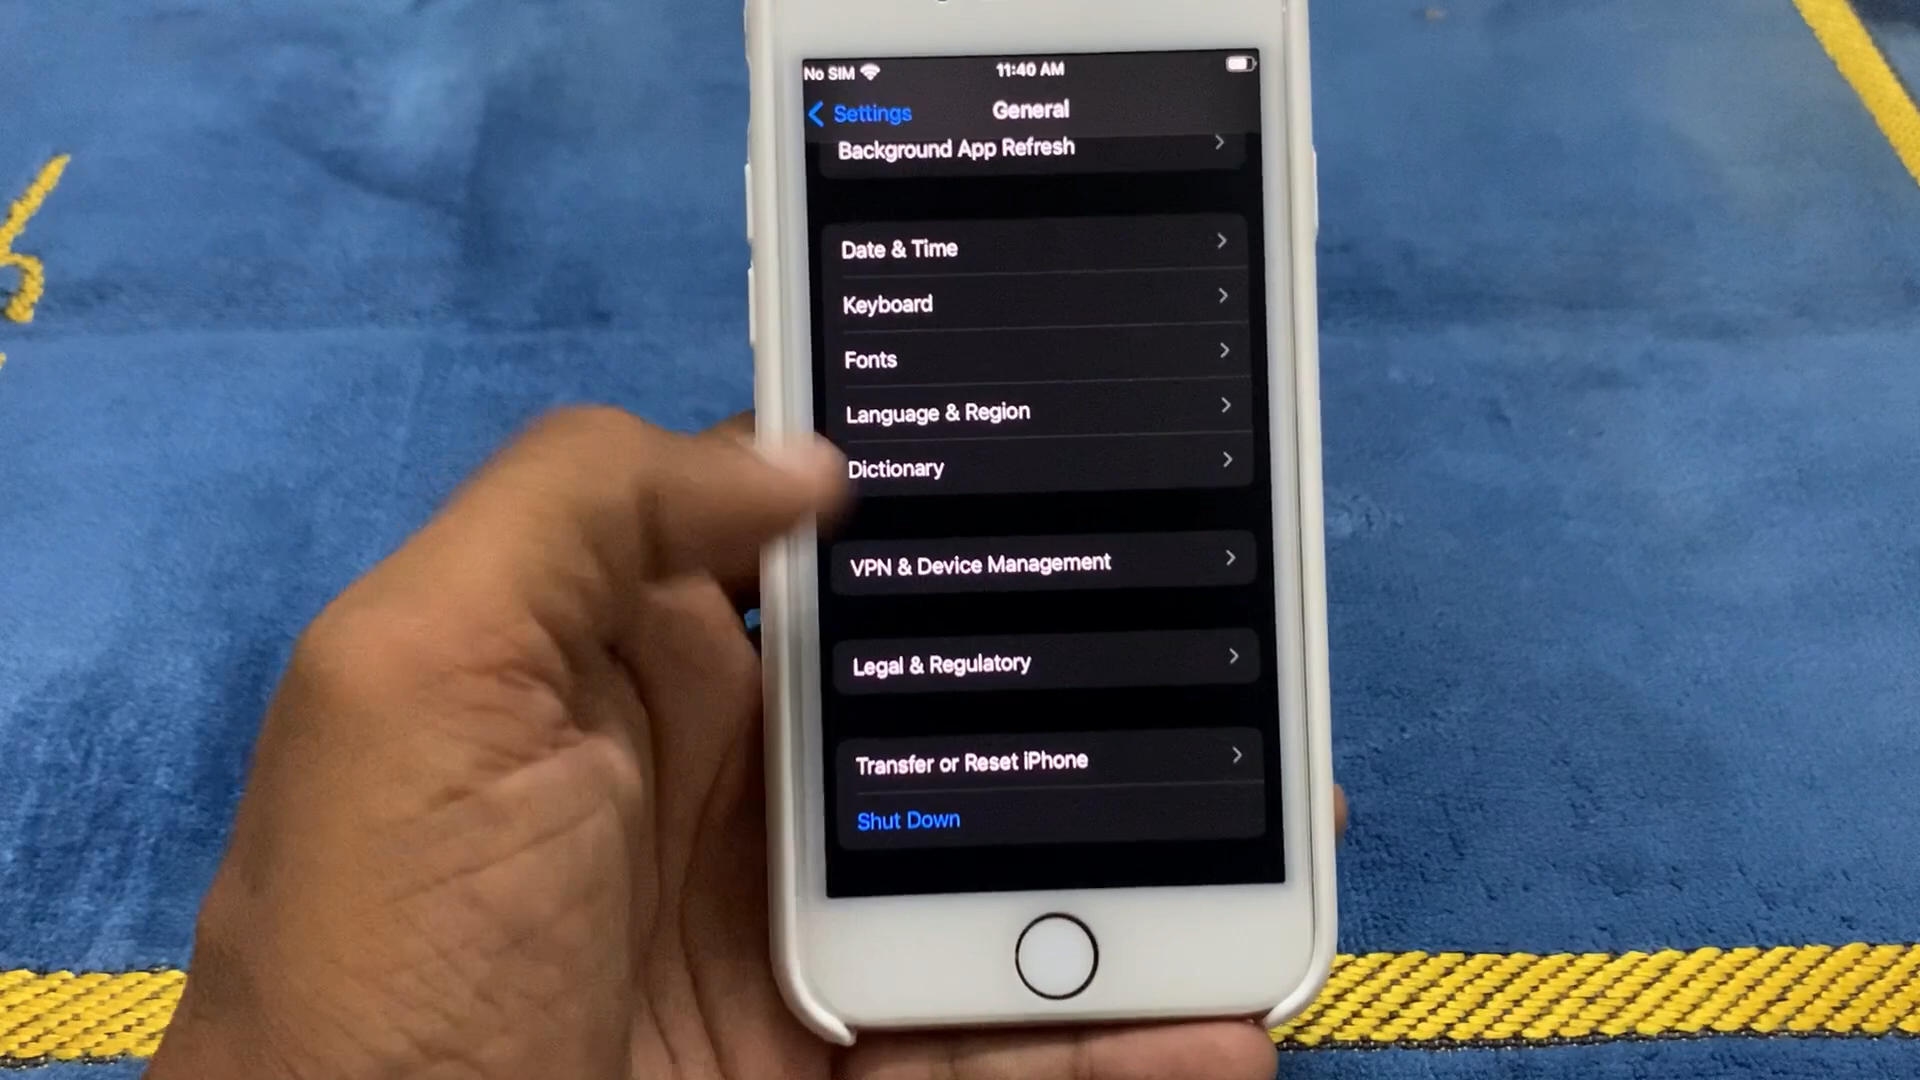 No SIM 11:40 AM
Settings General
Background App Refresh
Date & Time
Keyboard
Fonts
Language & Region
Dictionary
VPN & Device Management
Legal & Regulatory
Transfer or Reset iPhone
Shut Down